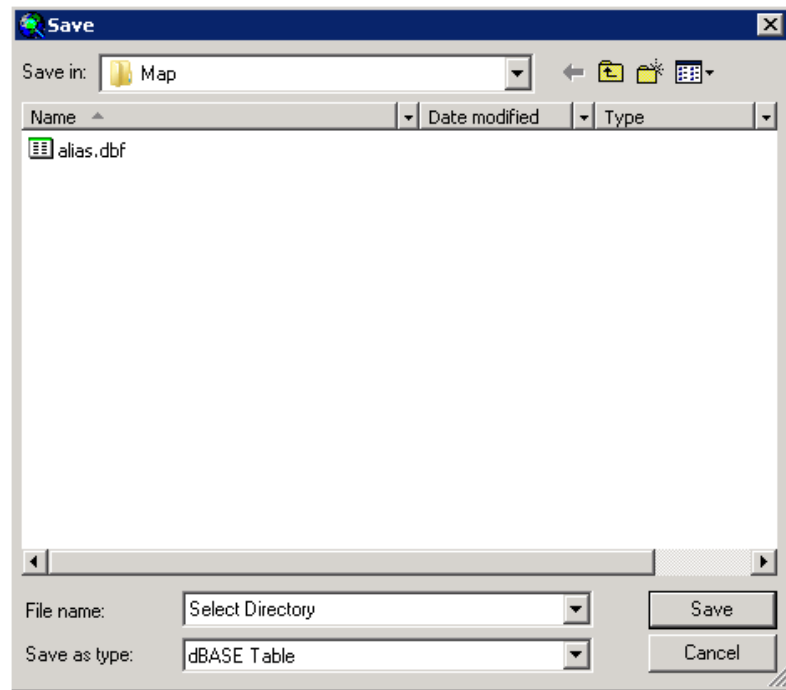 Save
Save in: Map
Name Date modified Type
alias.dbf
File name: Select Directory Save
Save as type: dBASE Table Cancel